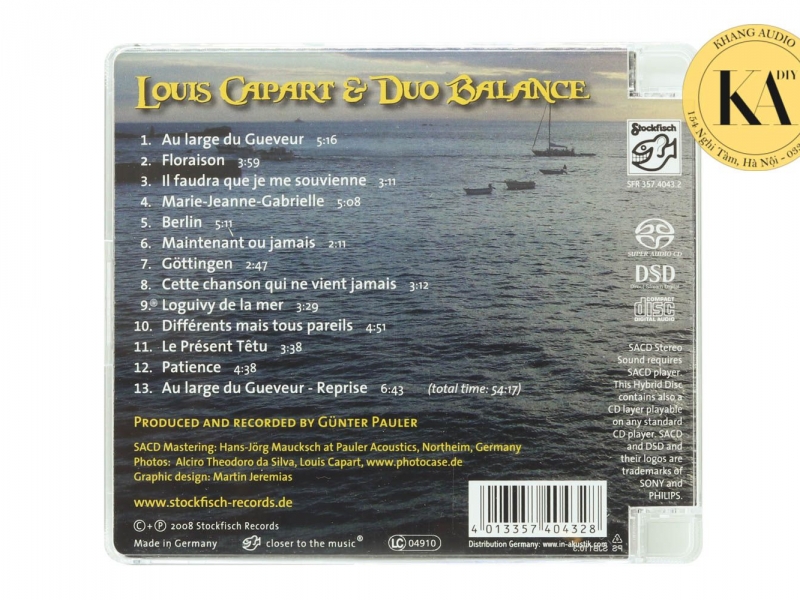 Louis Capart & Duo Balance
1. Au large du Gueveur 5:16
2. Floraison 3:59
3. Il faudra que je me souvienne 3:11
4. Marie-Jeanne-Gabrielle 5:08
5. Berlin 5:11
6. Maintenant ou jamais 2:11
7. Göttingen 2:47
8. Cette chanson qui ne vient jamais 3:12
9. Loguivy de la mer 3:29
10. Différents mais tous pareils 4:51
11. Le Présent Têtu 3:38
12. Patience 4:38
13. Au large du Gueveur - Reprise 6:43 (total time: 54:17)
Produced and recorded by Günter Pauler
SACD Mastering: Hans-Jörg Maucksch at Pauler Acoustics, Northeim, Germany
Photos: Alciro Theodoro da Silva, Louis Capart, www.photocase.de
Graphic design: Martin Jeremias
www.stockfisch-records.de
©+℗ 2008 Stockfisch Records
Made in Germany
closer to the music®
LC 04910
4 013357 404328
Distribution Germany: www.in-akustik.com
Stockfisch
SFR 357.4043.2
SUPER AUDIO CD
DSD
COMPACT
disc
DIGITAL AUDIO
SACD Stereo
Sound requires
SACD player.
This Hybrid Disc
contains also a
CD layer playable
on any standard
CD player. SACD
and DSD and
their logos are
trademarks of
SONY and
PHILIPS.
KHANG AUDIO
KA DIY
154 Nghi Tàm, Hà Nội - 03